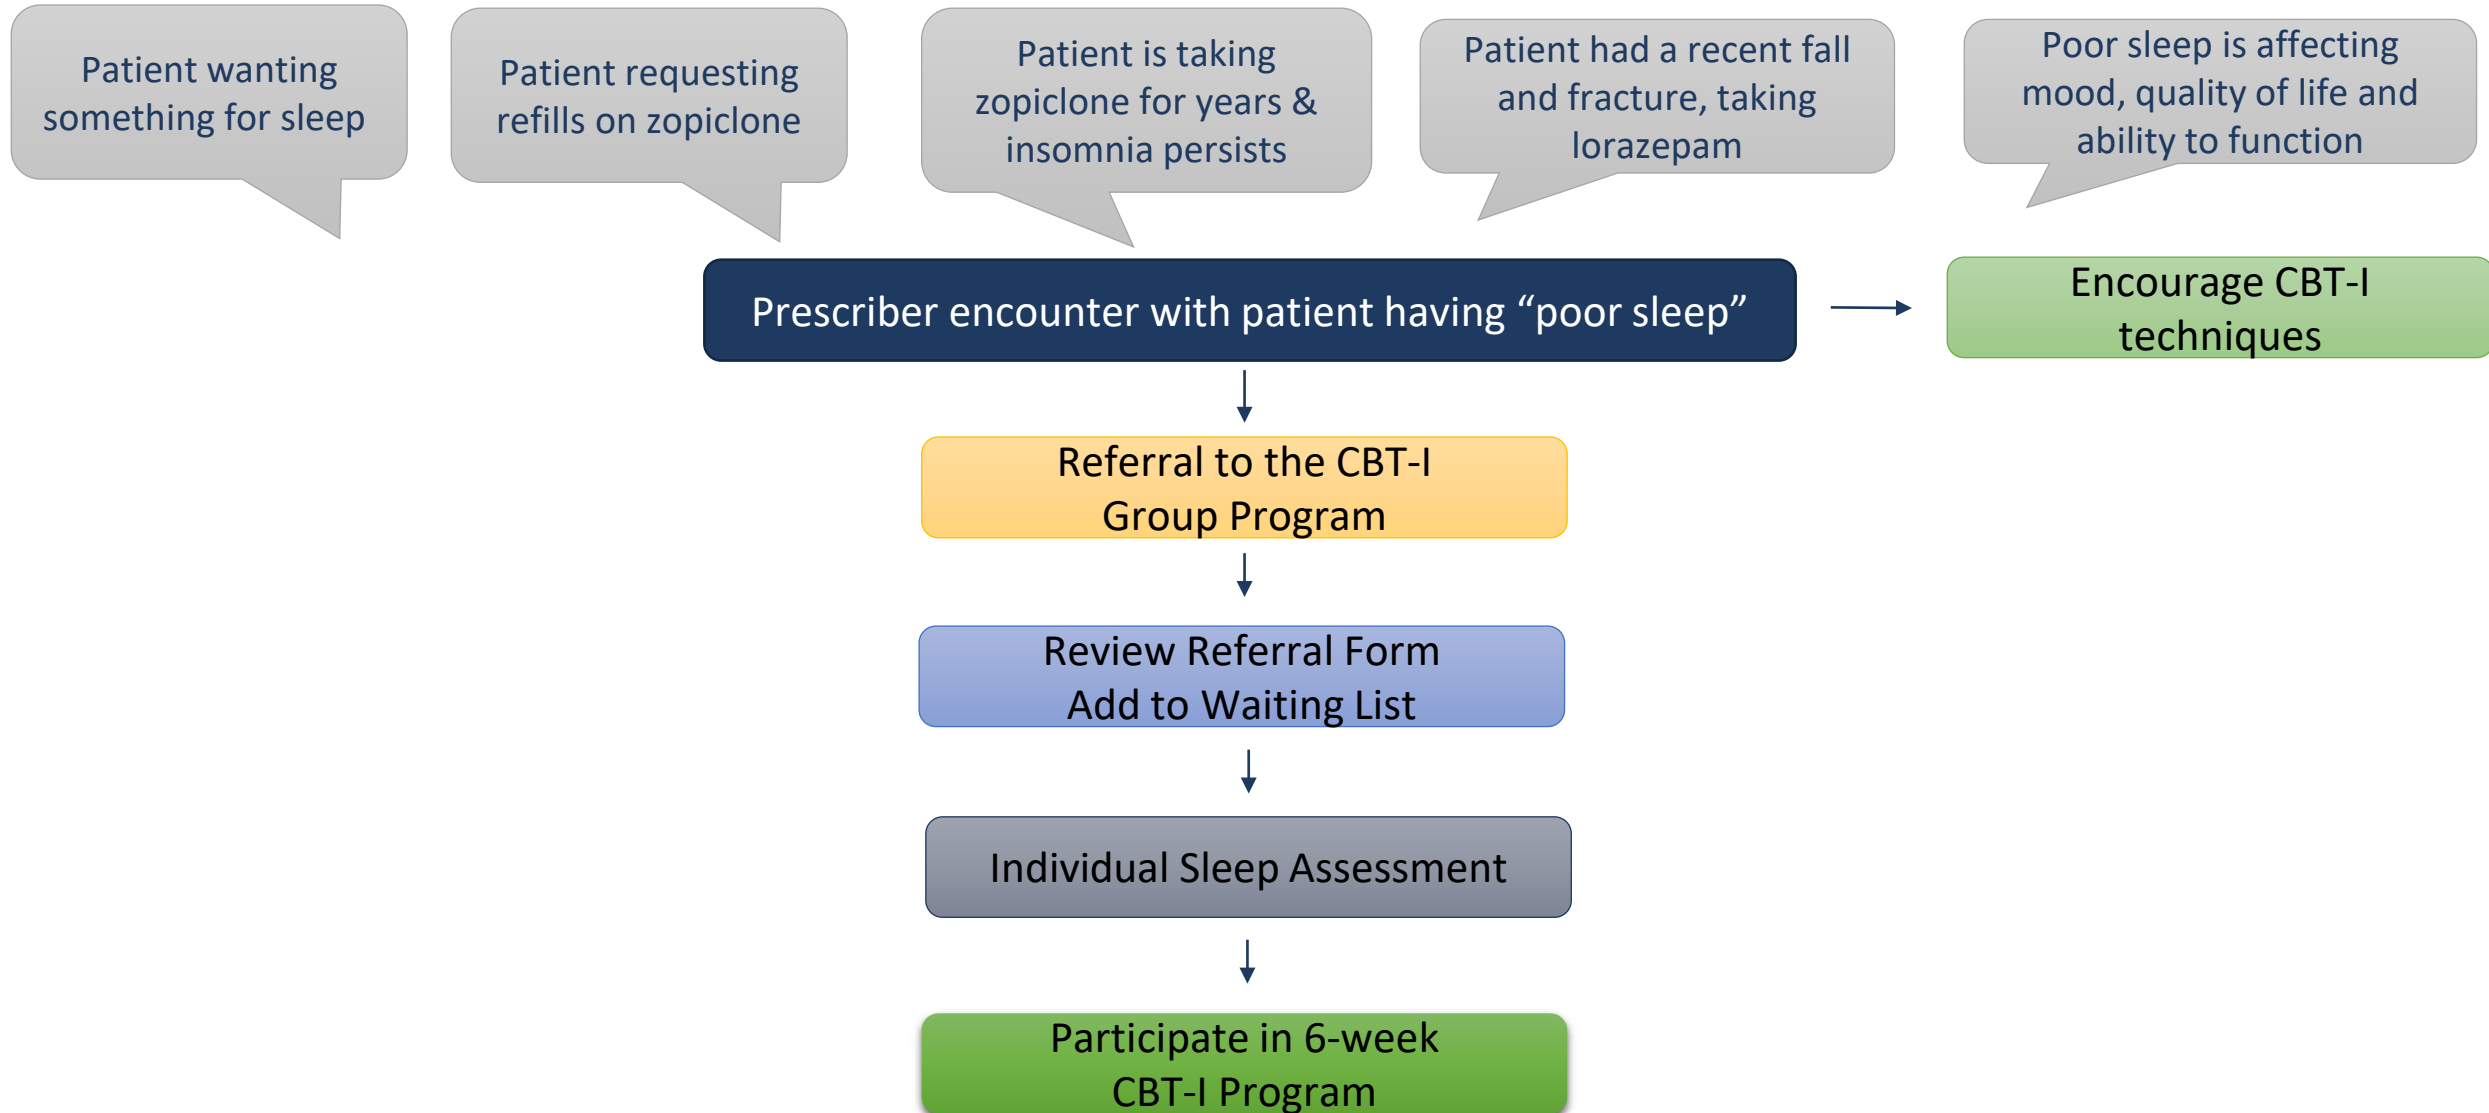 Patient wanting
something for sleep
Patient requesting
refills on zopiclone
Patient is taking
zopiclone for years &
insomnia persists
Patient had a recent fall
and fracture, taking
lorazepam
Poor sleep is affecting
mood, quality of life and
ability to function
Prescriber encounter with patient having “poor sleep”
Encourage CBT-I
techniques
Referral to the CBT-I
Group Program
Review Referral Form
Add to Waiting List
Individual Sleep Assessment
Participate in 6-week
CBT-I Program